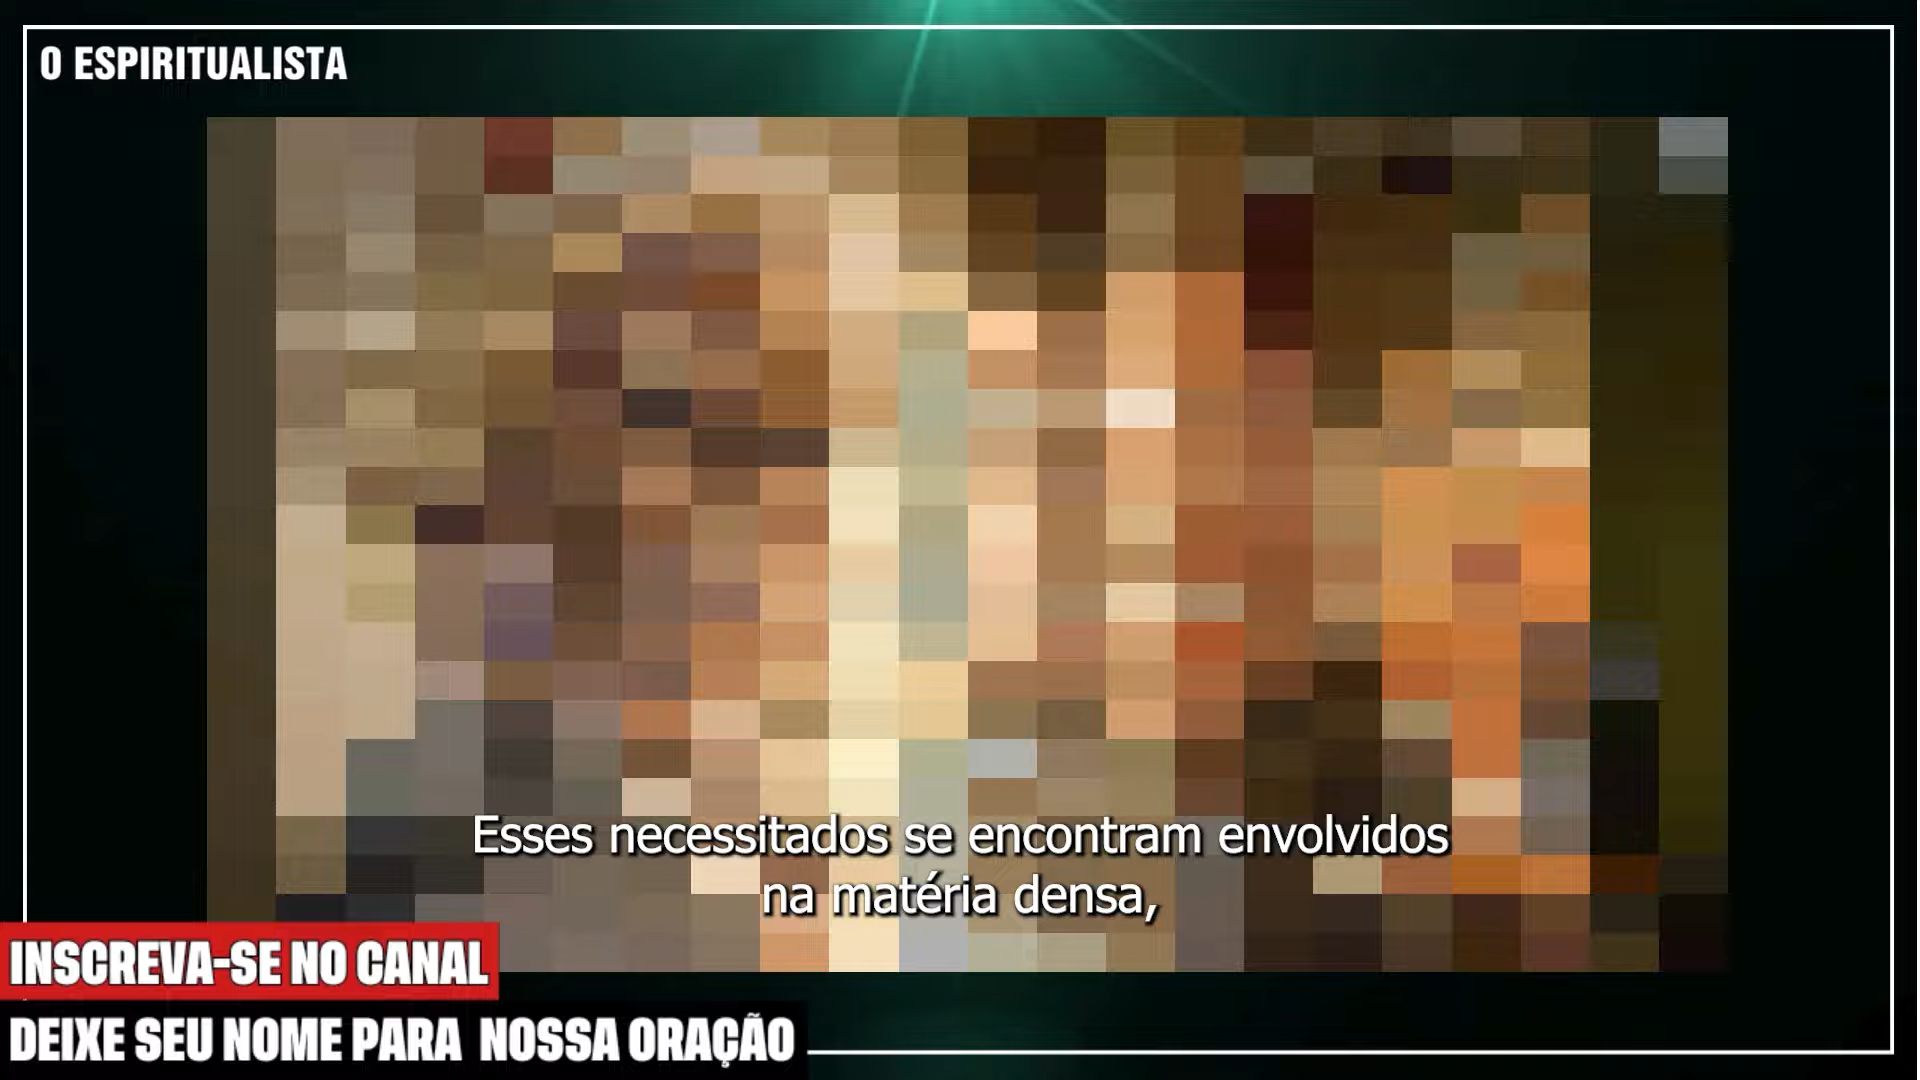 O ESPIRITUALISTA
Esses necessitados se encontram envolvidos
na matéria densa,
INSCREVA-SE NO CANAL
DEIXE SEU NOME PARA NOSSA ORAÇÃO